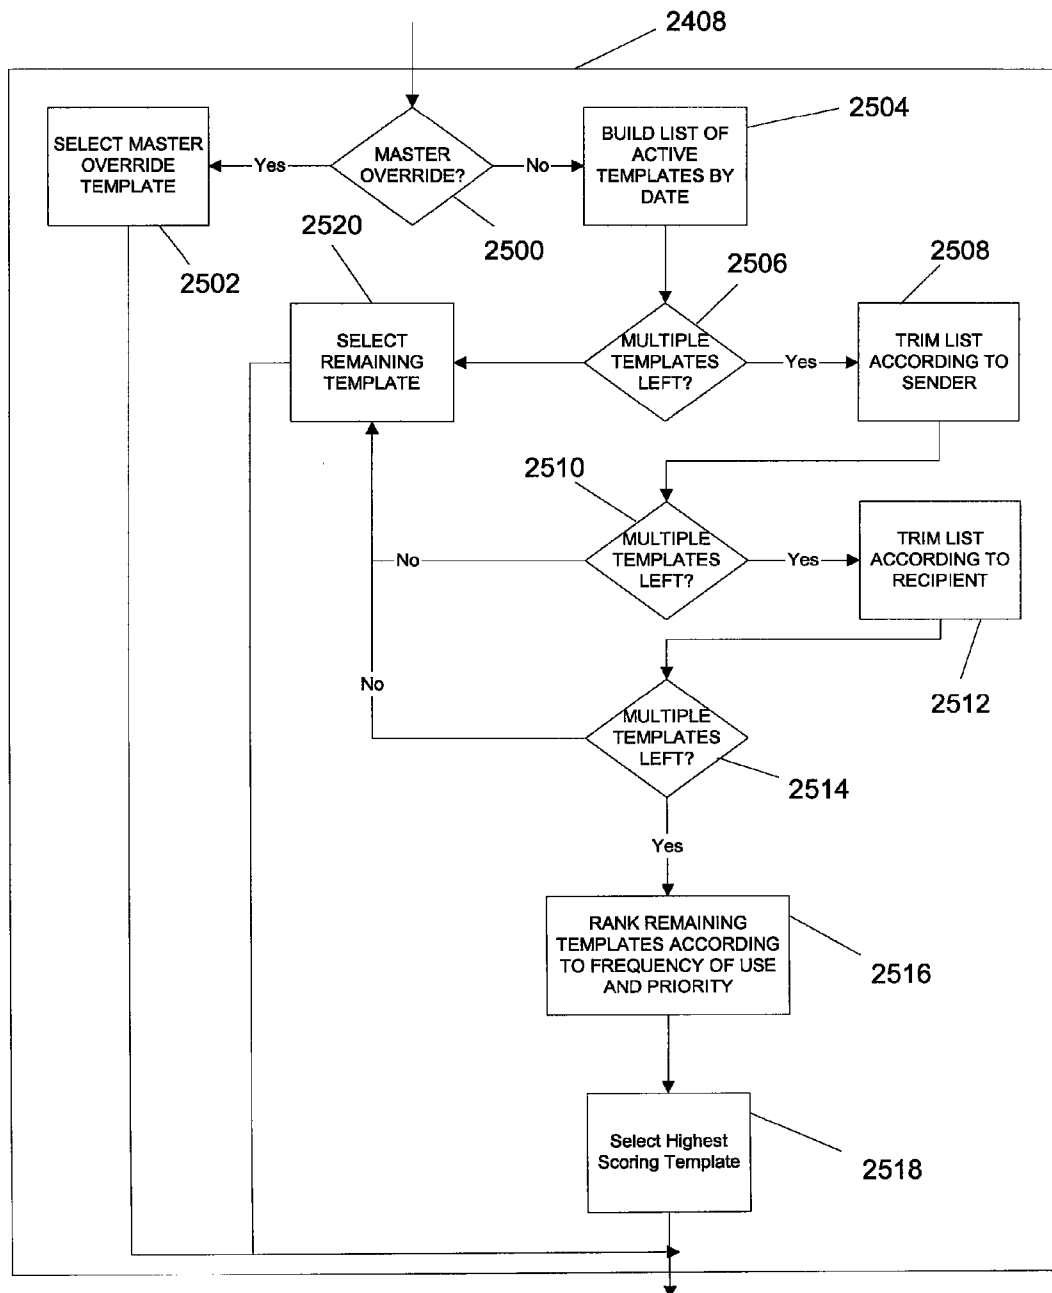 2408
SELECT MASTER
OVERRIDE
TEMPLATE
Yes
MASTER
OVERRIDE?
No
BUILD LIST OF
ACTIVE
TEMPLATES BY
DATE
2504
2502
2500
2520
SELECT
REMAINING
TEMPLATE
MULTIPLE
TEMPLATES
LEFT?
2506
Yes
2508
TRIM LIST
ACCORDING TO
SENDER
2510
No
MULTIPLE
TEMPLATES
LEFT?
Yes
TRIM LIST
ACCORDING TO
RECIPIENT
2512
No
MULTIPLE
TEMPLATES
LEFT?
2514
Yes
RANK REMAINING
TEMPLATES ACCORDING
TO FREQUENCY OF USE
AND PRIORITY
2516
Select Highest
Scoring Template
2518